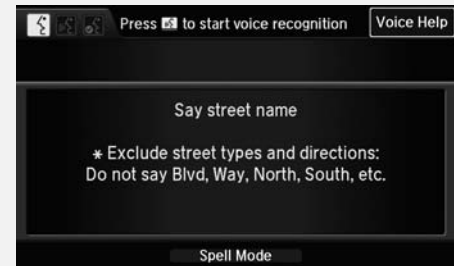 Press to start voice recognition
Voice Help
Say street name
* Exclude street types and directions:
Do not say Blvd, Way, North, South, etc.
Spell Mode